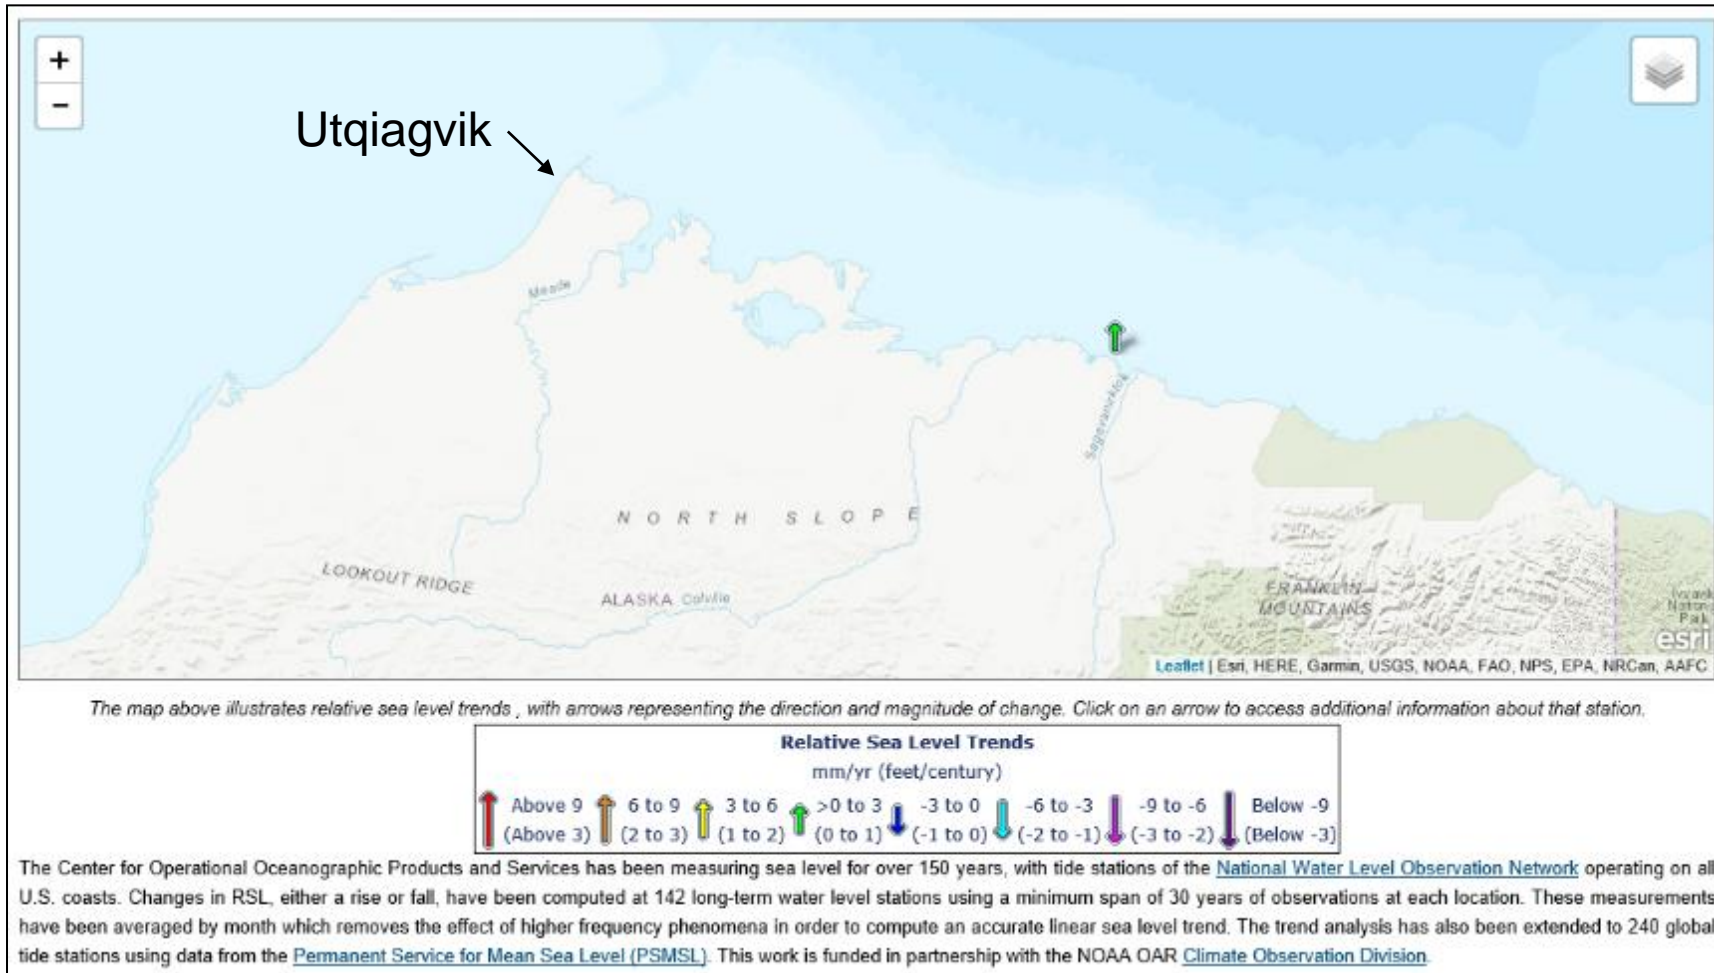 +
−
Utqiagvik
Meade
Sagavanirktok
NORTH SLOPE
LOOKOUT RIDGE
ALASKA Colville
FRANKLIN
MOUNTAINS
Ivvavik
Nation
Park
esri
Leaflet | Esri, HERE, Garmin, USGS, NOAA, FAO, NPS, EPA, NRCan, AAFC
The map above illustrates relative sea level trends , with arrows representing the direction and magnitude of change. Click on an arrow to access additional information about that station.
Relative Sea Level Trends
mm/yr (feet/century)
Above 9 6 to 9 3 to 6 >0 to 3 -3 to 0 -6 to -3 -9 to -6 Below -9
(Above 3) (2 to 3) (1 to 2) (0 to 1) (-1 to 0) (-2 to -1) (-3 to -2) (Below -3)
The Center for Operational Oceanographic Products and Services has been measuring sea level for over 150 years, with tide stations of the National Water Level Observation Network operating on all
U.S. coasts. Changes in RSL, either a rise or fall, have been computed at 142 long-term water level stations using a minimum span of 30 years of observations at each location. These measurements
have been averaged by month which removes the effect of higher frequency phenomena in order to compute an accurate linear sea level trend. The trend analysis has also been extended to 240 global
tide stations using data from the Permanent Service for Mean Sea Level (PSMSL). This work is funded in partnership with the NOAA OAR Climate Observation Division.